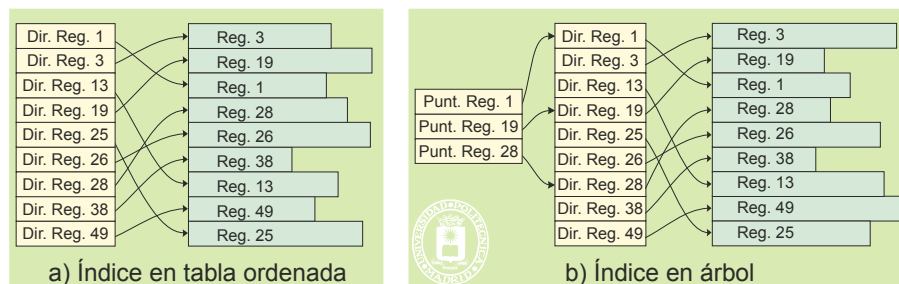 Dir. Reg. 1
Dir. Reg. 3
Dir. Reg. 13
Dir. Reg. 19
Dir. Reg. 25
Dir. Reg. 26
Dir. Reg. 28
Dir. Reg. 38
Dir. Reg. 49
Reg. 3
Reg. 19
Reg. 1
Reg. 28
Reg. 26
Reg. 38
Reg. 13
Reg. 49
Reg. 25
a) Índice en tabla ordenada
Punt. Reg. 1
Punt. Reg. 19
Punt. Reg. 28
Dir. Reg. 1
Dir. Reg. 3
Dir. Reg. 13
Dir. Reg. 19
Dir. Reg. 25
Dir. Reg. 26
Dir. Reg. 28
Dir. Reg. 38
Dir. Reg. 49
Reg. 3
Reg. 19
Reg. 1
Reg. 28
Reg. 26
Reg. 38
Reg. 13
Reg. 49
Reg. 25
UNIVERSIDAD POLITÉCNICA
MADRID
b) Índice en árbol